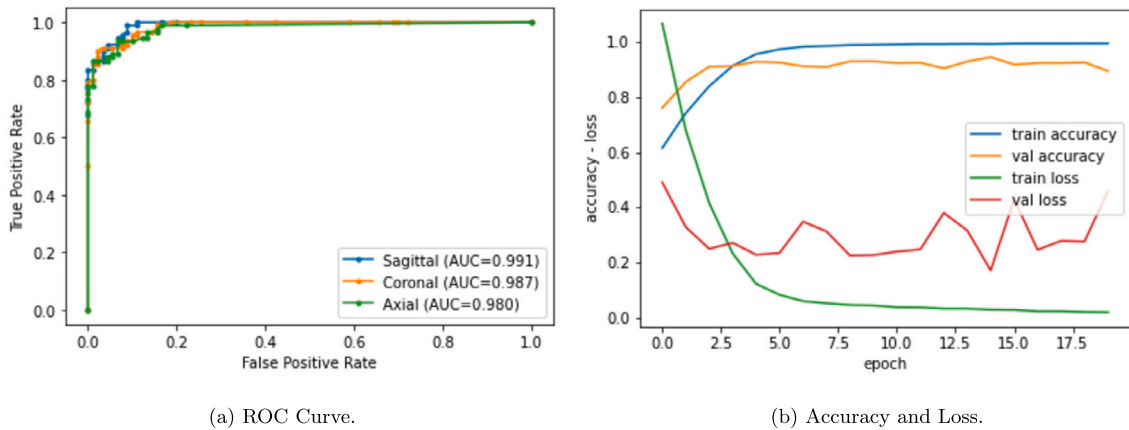 1.0
0.8
0.6
0.4
0.2
0.0
True Positive Rate
Sagittal (AUC=0.991)
Coronal (AUC=0.987)
Axial (AUC=0.980)
0.0 0.2 0.4 0.6 0.8 1.0
False Positive Rate
(a) ROC Curve.
1.0
0.8
0.6
0.4
0.2
0.0
accuracy - loss
train accuracy
val accuracy
train loss
val loss
0.0 2.5 5.0 7.5 10.0 12.5 15.0 17.5
epoch
(b) Accuracy and Loss.